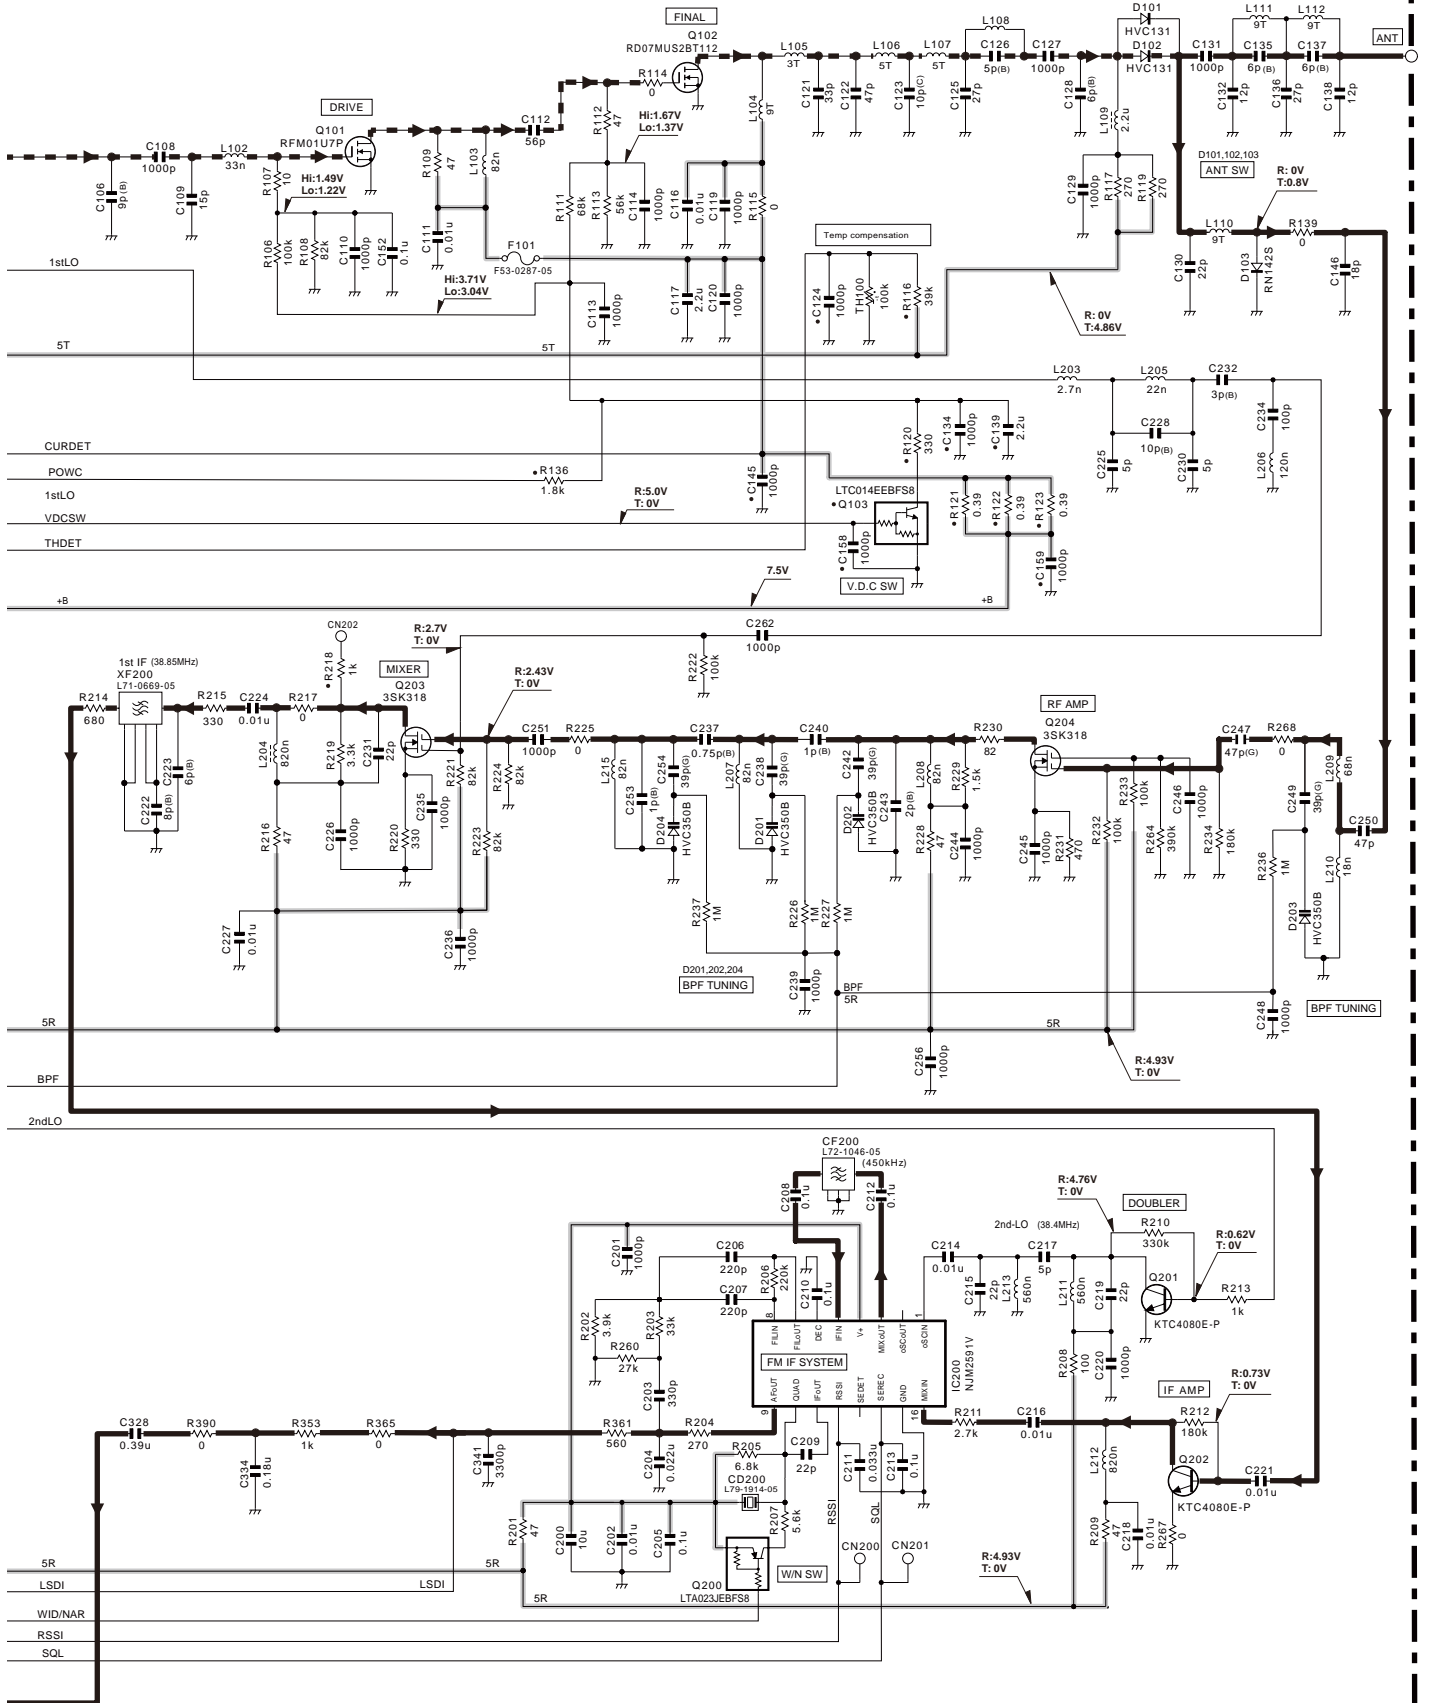 FINAL
Q102
RD07MUS2BT112
R114
0
L105
3T
L106
5T
L107
5T
L108
C126
5p(B)
C127
1000p
D101
HVC131
D102
HVC131
C131
1000p
L111
9T
L112
9T
C135
6p(B)
C137
6p(B)
ANT
DRIVE
Q101
RFM01U7P
C112
56p
R112
47
Hi:1.67V
Lo:1.37V
L104
9T
C121
33p
C122
47p
C123
10p(C)
C125
27p
C128
6p(B)
L109
2.2u
C132
12p
C136
27p
C138
12p
C108
1000p
L102
33n
R109
47
L103
82n
C106
9p(B)
C109
15p
R107
10
Hi:1.49V
Lo:1.22V
R106
100k
R108
82k
C110
1000p
C152
0.1u
C111
0.01u
F101
F53-0287-05
R111
68k
R113
56k
C114
1000p
C116
0.01u
C119
1000p
R115
0
C129
1000p
R117
270
R119
270
D101,102,103
ANT SW
R: 0V
T:0.8V
L110
9T
R139
0
C130
22p
D103
RN142S
C146
18p
Temp compensation
1stLO
Hi:3.71V
Lo:3.04V
C113
1000p
C117
2.2u
C120
1000p
C124
1000p
TH100
100k
R116
39k
R: 0V
T:4.86V
5T
5T
L203
2.7n
L205
22n
C232
3p(B)
C228
10p(B)
C225
5p
C230
5p
C234
100p
L206
120n
R120
330
C134
1000p
C139
2.2u
CURDET
POWC
1stLO
VDCSW
THDET
R136
1.8k
R:5.0V
T: 0V
C145
1000p
LTC014EEBFS8
Q103
C158
1000p
V.D.C SW
R121
0.39
R122
0.39
R123
0.39
C159
1000p
7.5V
+B
+B
CN202
R218
1k
R:2.7V
T: 0V
C262
1000p
R222
100k
1st IF (38.85MHz)
XF200
L71-0669-05
MIXER
Q203
3SK318
R:2.43V
T: 0V
R214
680
R215
330
C224
0.01u
R217
0
C251
1000p
R225
0
C237
0.75p(B)
C240
1p(B)
R230
82
RF AMP
Q204
3SK318
C247
47p(G)
R268
0
C223
6p(B)
C222
8p(B)
L204
820n
R219
3.3k
C231
22p
R216
47
C226
1000p
R220
330
C235
1000p
R221
82k
R224
82k
R223
82k
L215
82n
C254
39p(G)
C253
1p(B)
D204
HVC350B
L207
82n
C238
39p(G)
D201
HVC350B
C242
39p(G)
D202
HVC350B
C243
2p(B)
L208
82n
R229
1.5k
R228
47
C244
1000p
C245
1000p
R231
470
R233
100k
R232
100k
R264
390k
C246
1000p
R234
180k
C249
39p(G)
L209
68n
C250
47p
R236
1M
L210
18n
D203
HVC350B
C227
0.01u
C236
1000p
R237
1M
R226
1M
R227
1M
D201,202,204
BPF TUNING
C239
1000p
BPF
5R
C248
1000p
BPF TUNING
5R
5R
C256
1000p
R:4.93V
T: 0V
BPF
2ndLO
CF200
L72-1046-05
(450kHz)
C208
0.1u
C212
0.1u
R:4.76V
T: 0V
DOUBLER
2nd-LO (38.4MHz)
R210
330k
R:0.62V
T: 0V
C201
1000p
C206
220p
C207
220p
R206
220k
C210
0.1u
C214
0.01u
C217
5p
C215
22p
L213
560n
L211
560n
C219
22p
Q201
KTC4080E-P
R213
1k
R202
3.9k
R203
33k
R260
27k
C203
330p
8
1
FILIN
FILoUT
DEC
IFIN
V+
MIXoUT
oSCoUT
oSCIN
FM IF SYSTEM
AFoUT
QUAD
IFoUT
RSSI
SEDET
SEREC
GND
MIXIN
9
16
IC200
NJM2591V
R208
100
C220
1000p
IF AMP
R:0.73V
T: 0V
C328
0.39u
R390
0
R353
1k
R365
0
R361
560
R204
270
R211
2.7k
C216
0.01u
R212
180k
C334
0.18u
C341
3300p
C204
0.022u
R205
6.8k
C209
22p
CD200
L79-1914-05
C211
0.033u
C213
0.1u
L212
820n
Q202
KTC4080E-P
C221
0.01u
R201
47
C200
10u
C202
0.01u
C205
0.1u
R207
5.6k
RSSI
SQL
R209
47
C218
0.01u
R267
0
Q200
LTA023JEBFS8
W/N SW
CN200
CN201
R:4.93V
T: 0V
5R
5R
LSDI
LSDI
5R
WID/NAR
RSSI
SQL